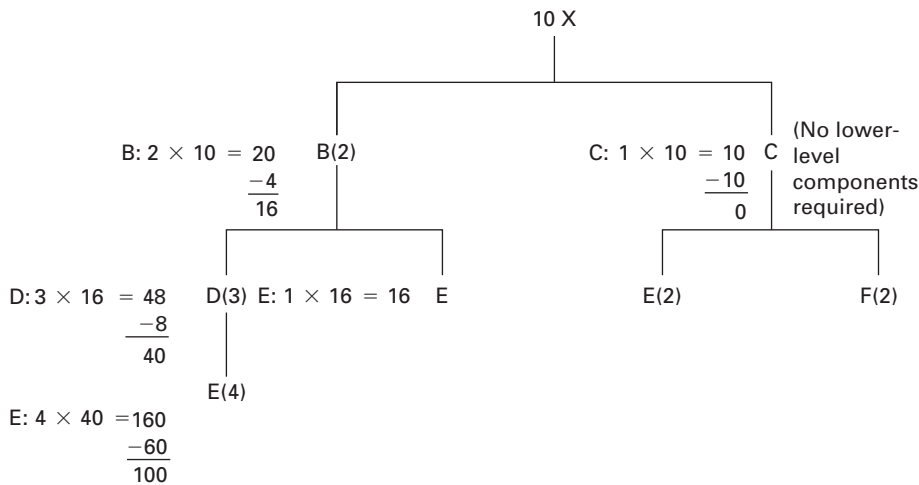 10 X
B: 2 × 10 = 20
−4
16
B(2)
C: 1 × 10 = 10
−10
0
C
(No lower-
level
components
required)
D: 3 × 16 = 48
−8
40
D(3)
E: 1 × 16 = 16
E
E(2)
F(2)
E(4)
E: 4 × 40 =160
−60
100